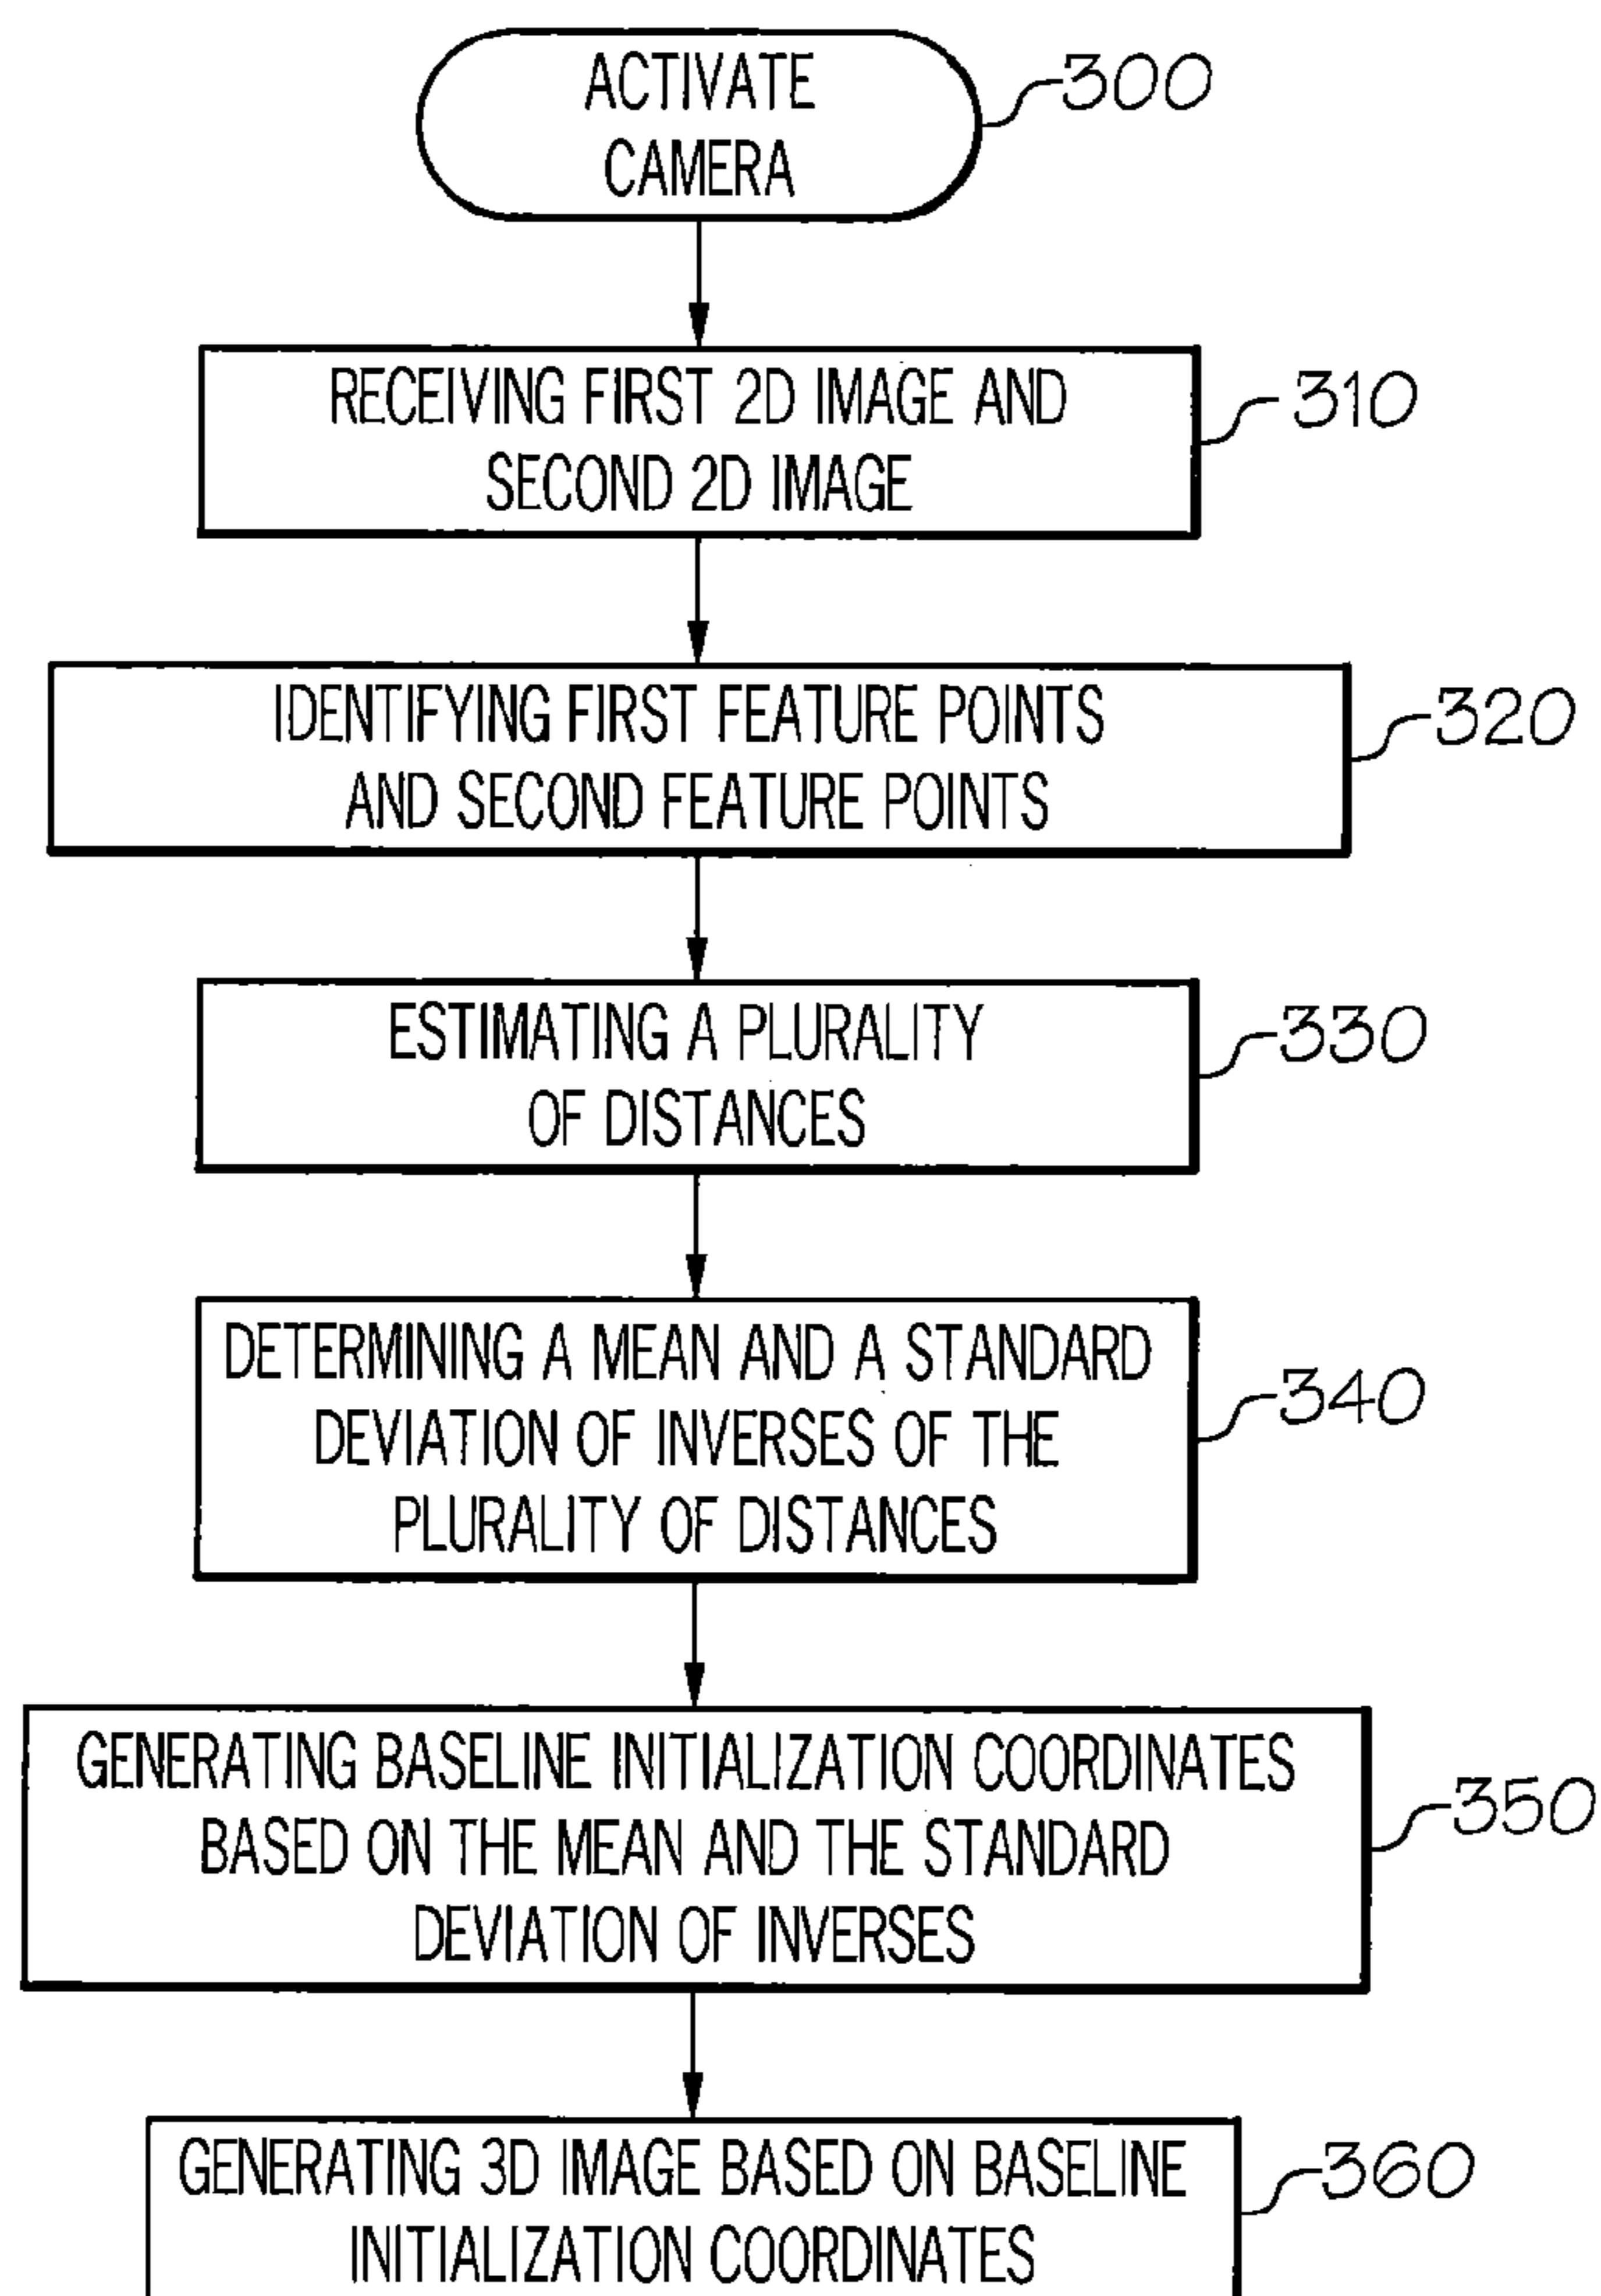 ACTIVATE
CAMERA
300
RECEIVING FIRST 2D IMAGE AND
SECOND 2D IMAGE
310
IDENTIFYING FIRST FEATURE POINTS
AND SECOND FEATURE POINTS
320
ESTIMATING A PLURALITY
OF DISTANCES
330
DETERMINING A MEAN AND A STANDARD
DEVIATION OF INVERSES OF THE
PLURALITY OF DISTANCES
340
GENERATING BASELINE INITIALIZATION COORDINATES
BASED ON THE MEAN AND THE STANDARD
DEVIATION OF INVERSES
350
GENERATING 3D IMAGE BASED ON BASELINE
INITIALIZATION COORDINATES
360